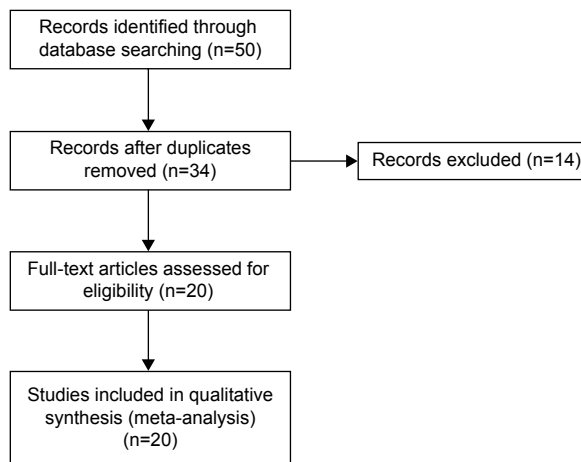 Records identified through
database searching (n=50)
Records after duplicates
removed (n=34)
Records excluded (n=14)
Full-text articles assessed for
eligibility (n=20)
Studies included in qualitative
synthesis (meta-analysis)
(n=20)